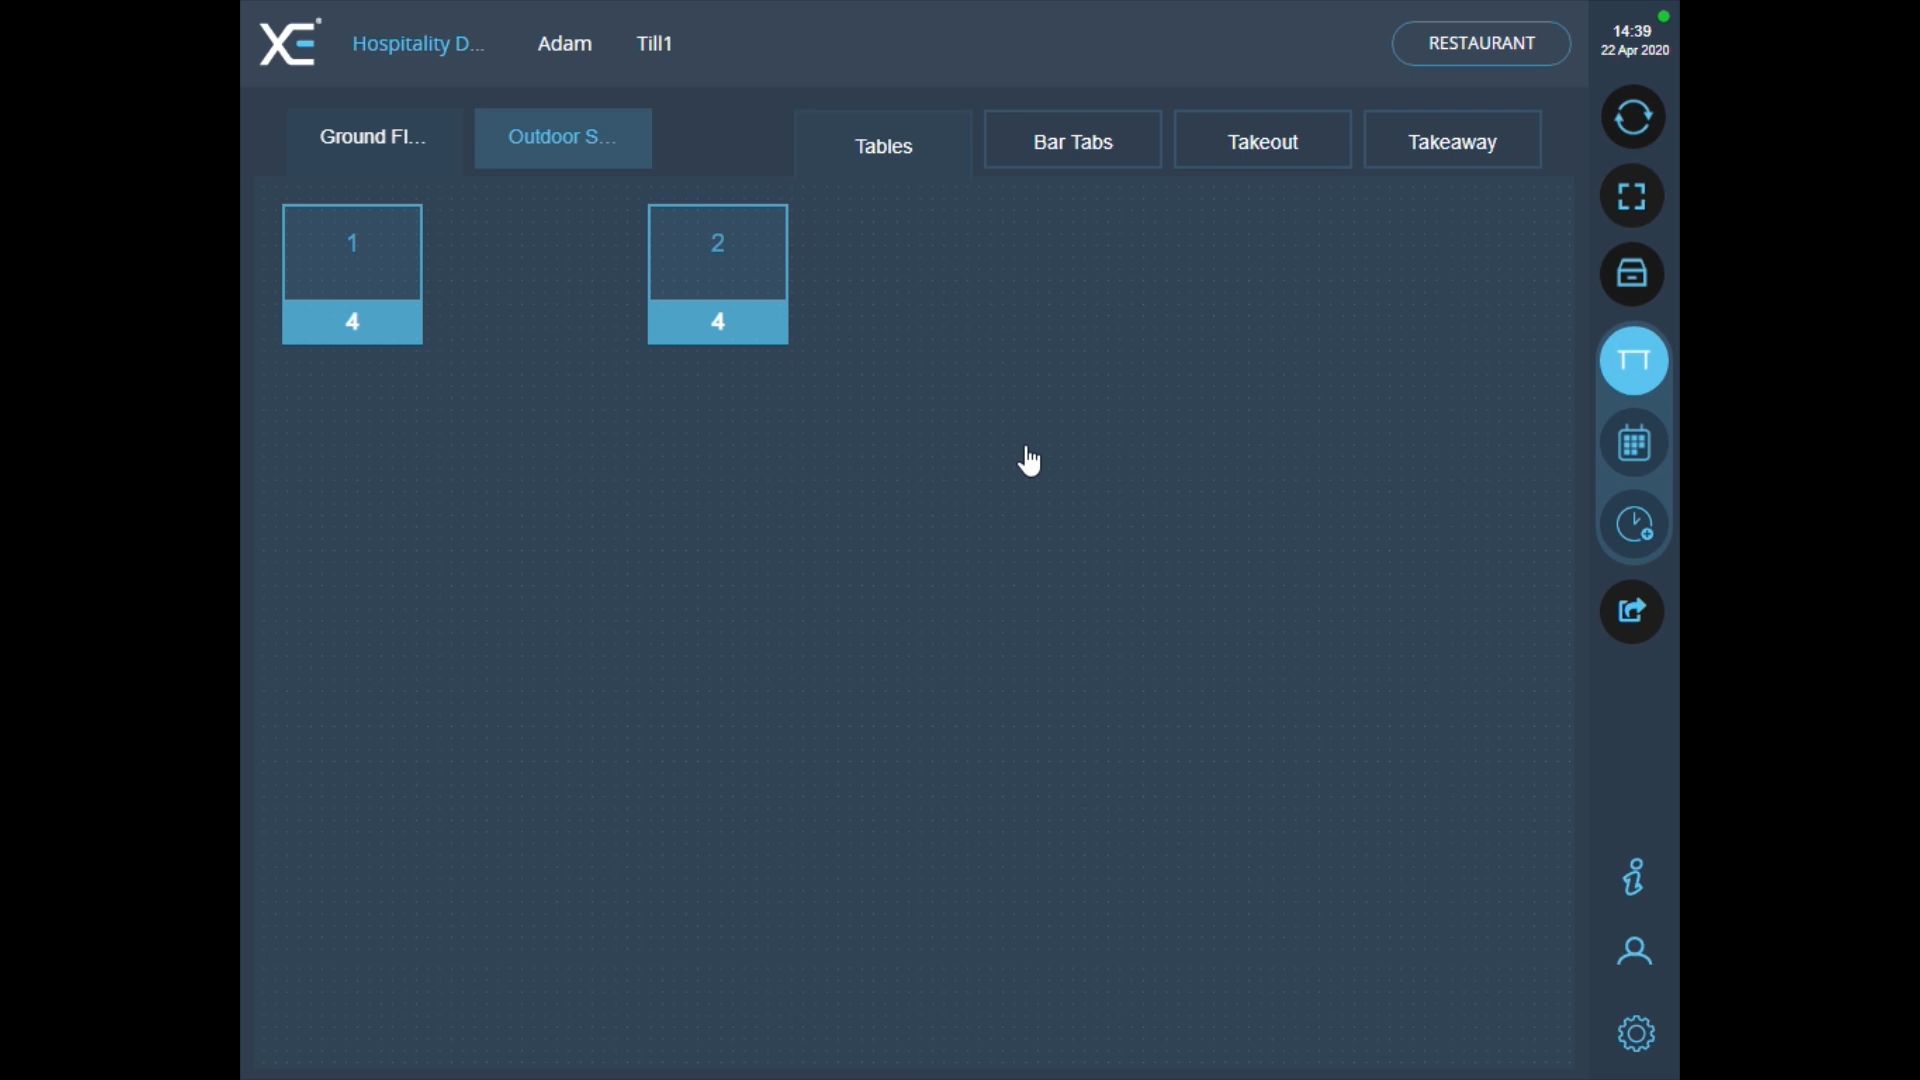 XE Hospitality D... Adam Till1 RESTAURANT
14:39
22 Apr 2020
Ground Fl... Outdoor S... Tables Bar Tabs Takeout Takeaway
1 2
4 4